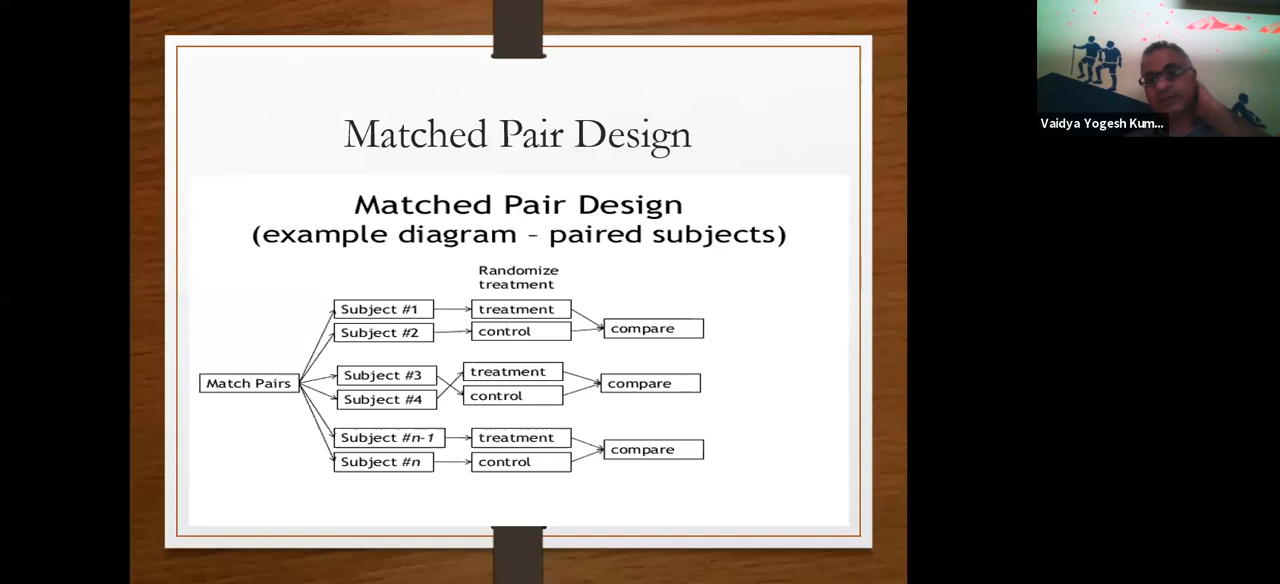 Matched Pair Design
Matched Pair Design
(example diagram - paired subjects)
Randomize
treatment
Subject #1
treatment
Subject #2
control
compare
Match Pairs
Subject #3
treatment
Subject #4
control
compare
Subject #n-1
treatment
Subject #n
control
compare
Vaidya Yogesh Kum...